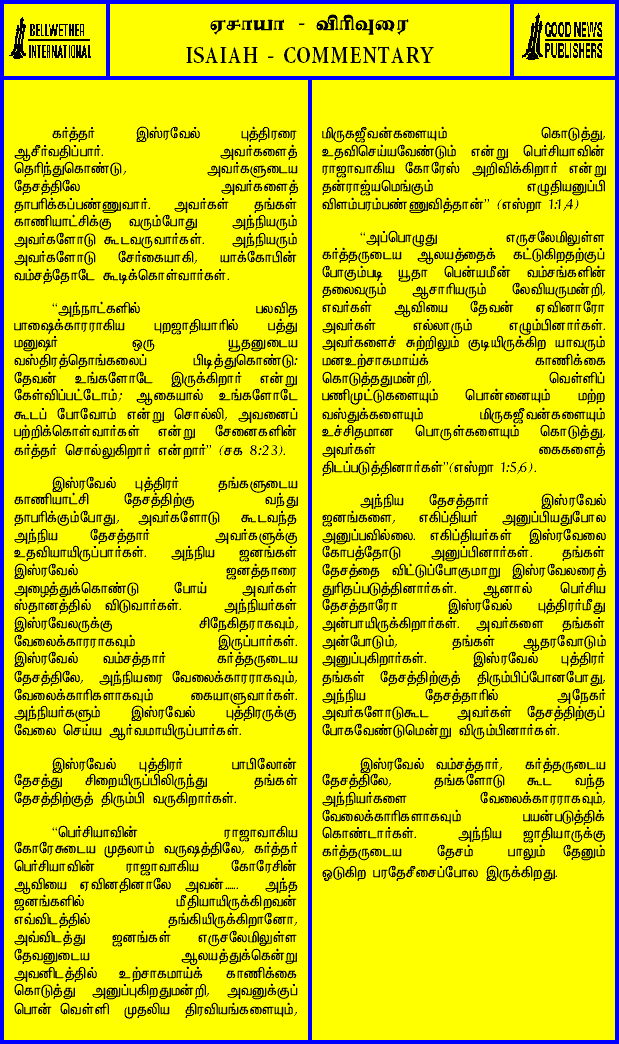 BELLWETHER
INTERNATIONAL
ஏசாயா - விரிவுரை
ISAIAH - COMMENTARY
GOOD NEWS
PUBLISHERS
கர்த்தர் இஸ்ரவேல் புத்திரரை
ஆசீர்வதிப்பார். அவர்களைத்
தெரிந்துகொண்டு, அவர்களுடைய
தேசத்திலே அவர்களைத்
தாபரிக்கப்பண்ணுவார். அவர்கள் தங்கள்
காணியாட்சிக்கு வரும்போது அந்நியரும்
அவர்களோடு கூடவருவார்கள். அந்நியரும்
அவர்களோடு சேர்கையாகி, யாக்கோபின்
வம்சத்தோடே கூடிக்கொள்வார்கள்.
“அந்நாட்களில் பலவித
பாஷைக்காரராகிய புறஜாதியாரில் பத்து
மனுஷர் ஒரு யூதனுடைய
வஸ்திரத்தொங்கலைப் பிடித்துகொண்டு:
தேவன் உங்களோடே இருக்கிறார் என்று
கேள்விப்பட்டோம்; ஆகையால் உங்களோடே
கூடப் போவோம் என்று சொல்லி, அவனைப்
பற்றிக்கொள்வார்கள் என்று சேனைகளின்
கர்த்தர் சொல்லுகிறார் என்றார்” (சக 8:23).
இஸ்ரவேல் புத்திரர் தங்களுடைய
காணியாட்சி தேசத்திற்கு வந்து
தாபரிக்கும்போது, அவர்களோடு கூடவந்த
அந்நிய தேசத்தார் அவர்களுக்கு
உதவியாயிருப்பார்கள். அந்நிய ஜனங்கள்
இஸ்ரவேல் ஜனத்தாரை
அழைத்துக்கொண்டு போய் அவர்கள்
ஸ்தானத்தில் விடுவார்கள். அந்நியர்கள்
இஸ்ரவேலருக்கு சிநேகிதராகவும்,
வேலைக்காரராகவும் இருப்பார்கள்.
இஸ்ரவேல் வம்சத்தார் கர்த்தருடைய
தேசத்திலே, அந்நியரை வேலைக்காரராகவும்,
வேலைக்காரிகளாகவும் கையாளுவார்கள்.
அந்நியர்களும் இஸ்ரவேல் புத்திரருக்கு
வேலை செய்ய ஆர்வமாயிருப்பார்கள்.
இஸ்ரவேல் புத்திரர் பாபிலோன்
தேசத்து சிறையிருப்பிலிருந்து தங்கள்
தேசத்திற்குத் திரும்பி வருகிறார்கள்.
“பெர்சியாவின் ராஜாவாகிய
கோரேசுடைய முதலாம் வருஷத்திலே, கர்த்தர்
பெர்சியாவின் ராஜாவாகிய கோரேசின்
ஆவியை ஏவினதினாலே அவன்...... அந்த
ஜனங்களில் மீதியாயிருக்கிறவன்
எவ்விடத்தில் தங்கியிருக்கிறானோ,
அவ்விடத்து ஜனங்கள் எருசலேமிலுள்ள
தேவனுடைய ஆலயத்துக்கென்று
அவனிடத்தில் உற்சாகமாய்க் காணிக்கை
கொடுத்து அனுப்புகிறதுமன்றி, அவனுக்குப்
பொன் வெள்ளி முதலிய திரவியங்களையும்,
மிருகஜீவன்களையும் கொடுத்து,
உதவிசெய்யவேண்டும் என்று பெர்சியாவின்
ராஜாவாகிய கோரேஸ் அறிவிக்கிறார் என்று
தன்ராஜ்யமெங்கும் எழுதியனுப்பி
விளம்பரம்பண்ணுவித்தான்” (எஸ்றா 1:1,4)
“அப்பொழுது எருசலேமிலுள்ள
கர்த்தருடைய ஆலயத்தைக் கட்டுகிறதற்குப்
போகும்படி யூதா பென்யமீன் வம்சங்களின்
தலைவரும் ஆசாரியரும் லேவியருமன்றி,
எவர்கள் ஆவியை தேவன் ஏவினாரோ
அவர்கள் எல்லாரும் எழும்பினார்கள்.
அவர்களைச் சுற்றிலும் குடியிருக்கிற யாவரும்
மனஉற்சாகமாய்க் காணிக்கை
கொடுத்ததுமன்றி, வெள்ளிப்
பணிமுட்டுகளையும் பொன்னையும் மற்ற
வஸ்துக்களையும் மிருகஜீவன்களையும்
உச்சிதமான பொருள்களையும் கொடுத்து,
அவர்கள் கைகளைத்
திடப்படுத்தினார்கள்”(எஸ்றா 1:5,6).
அந்நிய தேசத்தார் இஸ்ரவேல்
ஜனங்களை, எகிப்தியர் அனுப்பியதுபோல
அனுப்பவில்லை. எகிப்தியர்கள் இஸ்ரவேலை
கோபத்தோடு அனுப்பினார்கள். தங்கள்
தேசத்தை விட்டுப்போகுமாறு இஸ்ரவேலரைத்
துரிதப்படுத்தினார்கள். ஆனால் பெர்சிய
தேசத்தாரோ இஸ்ரவேல் புத்திரர்மீது
அன்பாயிருக்கிறார்கள். அவர்களை தங்கள்
அன்போடும், தங்கள் ஆதரவோடும்
அனுப்புகிறார்கள். இஸ்ரவேல் புத்திரர்
தங்கள் தேசத்திற்குத் திரும்பிப்போனபோது,
அந்நிய தேசத்தாரில் அநேகர்
அவர்களோடுகூட அவர்கள் தேசத்திற்குப்
போகவேண்டுமென்று விரும்பினார்கள்.
இஸ்ரவேல் வம்சத்தார், கர்த்தருடைய
தேசத்திலே, தங்களோடு கூட வந்த
அந்நியர்களை வேலைக்காரராகவும்,
வேலைக்காரிகளாகவும் பயன்படுத்திக்
கொண்டார்கள். அந்நிய ஜாதியாருக்கு
கர்த்தருடைய தேசம் பாலும் தேனும்
ஓடுகிற பரதேசீசைப்போல இருக்கிறது.